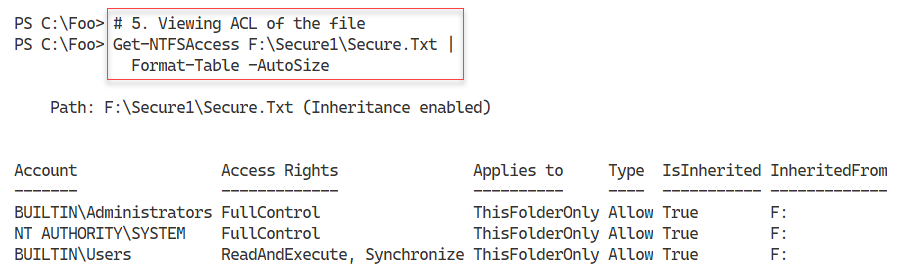 PS C:\Foo> # 5. Viewing ACL of the file
PS C:\Foo> Get-NTFSAccess F:\Secure1\Secure.Txt |
Format-Table -AutoSize
Path: F:\Secure1\Secure.Txt (Inheritance enabled)
Account Access Rights Applies to Type IsInherited InheritedFrom
------- ------------- ---------- ---- ----------- -------------
BUILTIN\Administrators FullControl ThisFolderOnly Allow True F:
NT AUTHORITY\SYSTEM FullControl ThisFolderOnly Allow True F:
BUILTIN\Users ReadAndExecute, Synchronize ThisFolderOnly Allow True F: